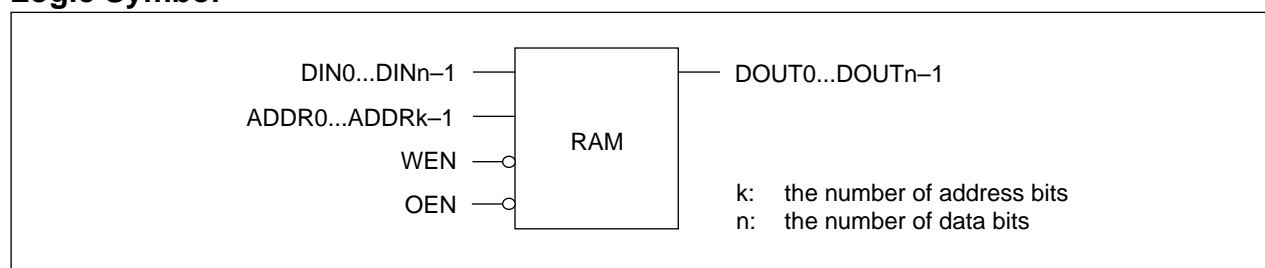 Logic Symbol
DIN0...DINn–1
DOUT0...DOUTn–1
ADDR0...ADDRk–1
RAM
WEN
OEN
k: the number of address bits
n: the number of data bits